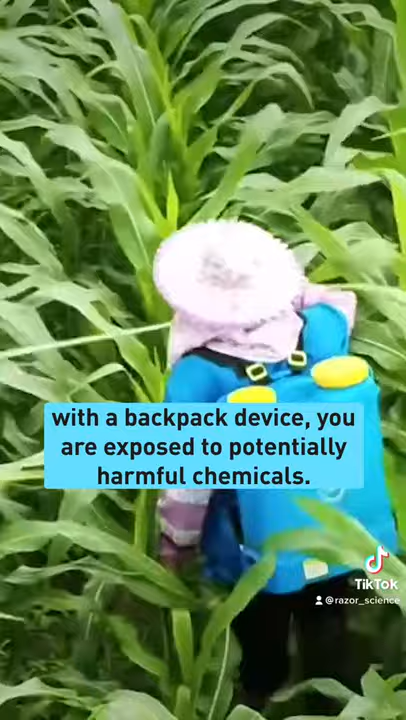 with a backpack device, you
are exposed to potentially
harmful chemicals.
TikTok
@razor_science